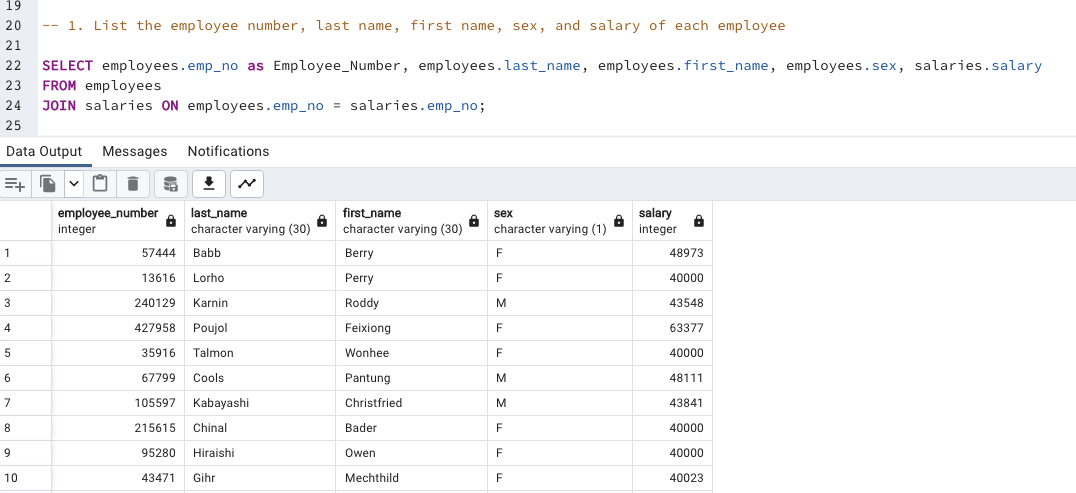 19
20 -- 1. List the employee number, last name, first name, sex, and salary of each employee
21
22 SELECT employees.emp_no as Employee_Number, employees.last_name, employees.first_name, employees.sex, salaries.salary
23 FROM employees
24 JOIN salaries ON employees.emp_no = salaries.emp_no;
25
Data Output Messages Notifications
employee_number last_name first_name sex salary
integer character varying (30) character varying (30) character varying (1) integer
1 57444 Babb Berry F 48973
2 13616 Lorho Perry F 40000
3 240129 Karnin Roddy M 43548
4 427958 Poujol Feixiong F 63377
5 35916 Talmon Wonhee F 40000
6 67799 Cools Pantung M 48111
7 105597 Kabayashi Christfried M 43841
8 215615 Chinal Bader F 40000
9 95280 Hiraishi Owen F 40000
10 43471 Gihr Mechthild F 40023